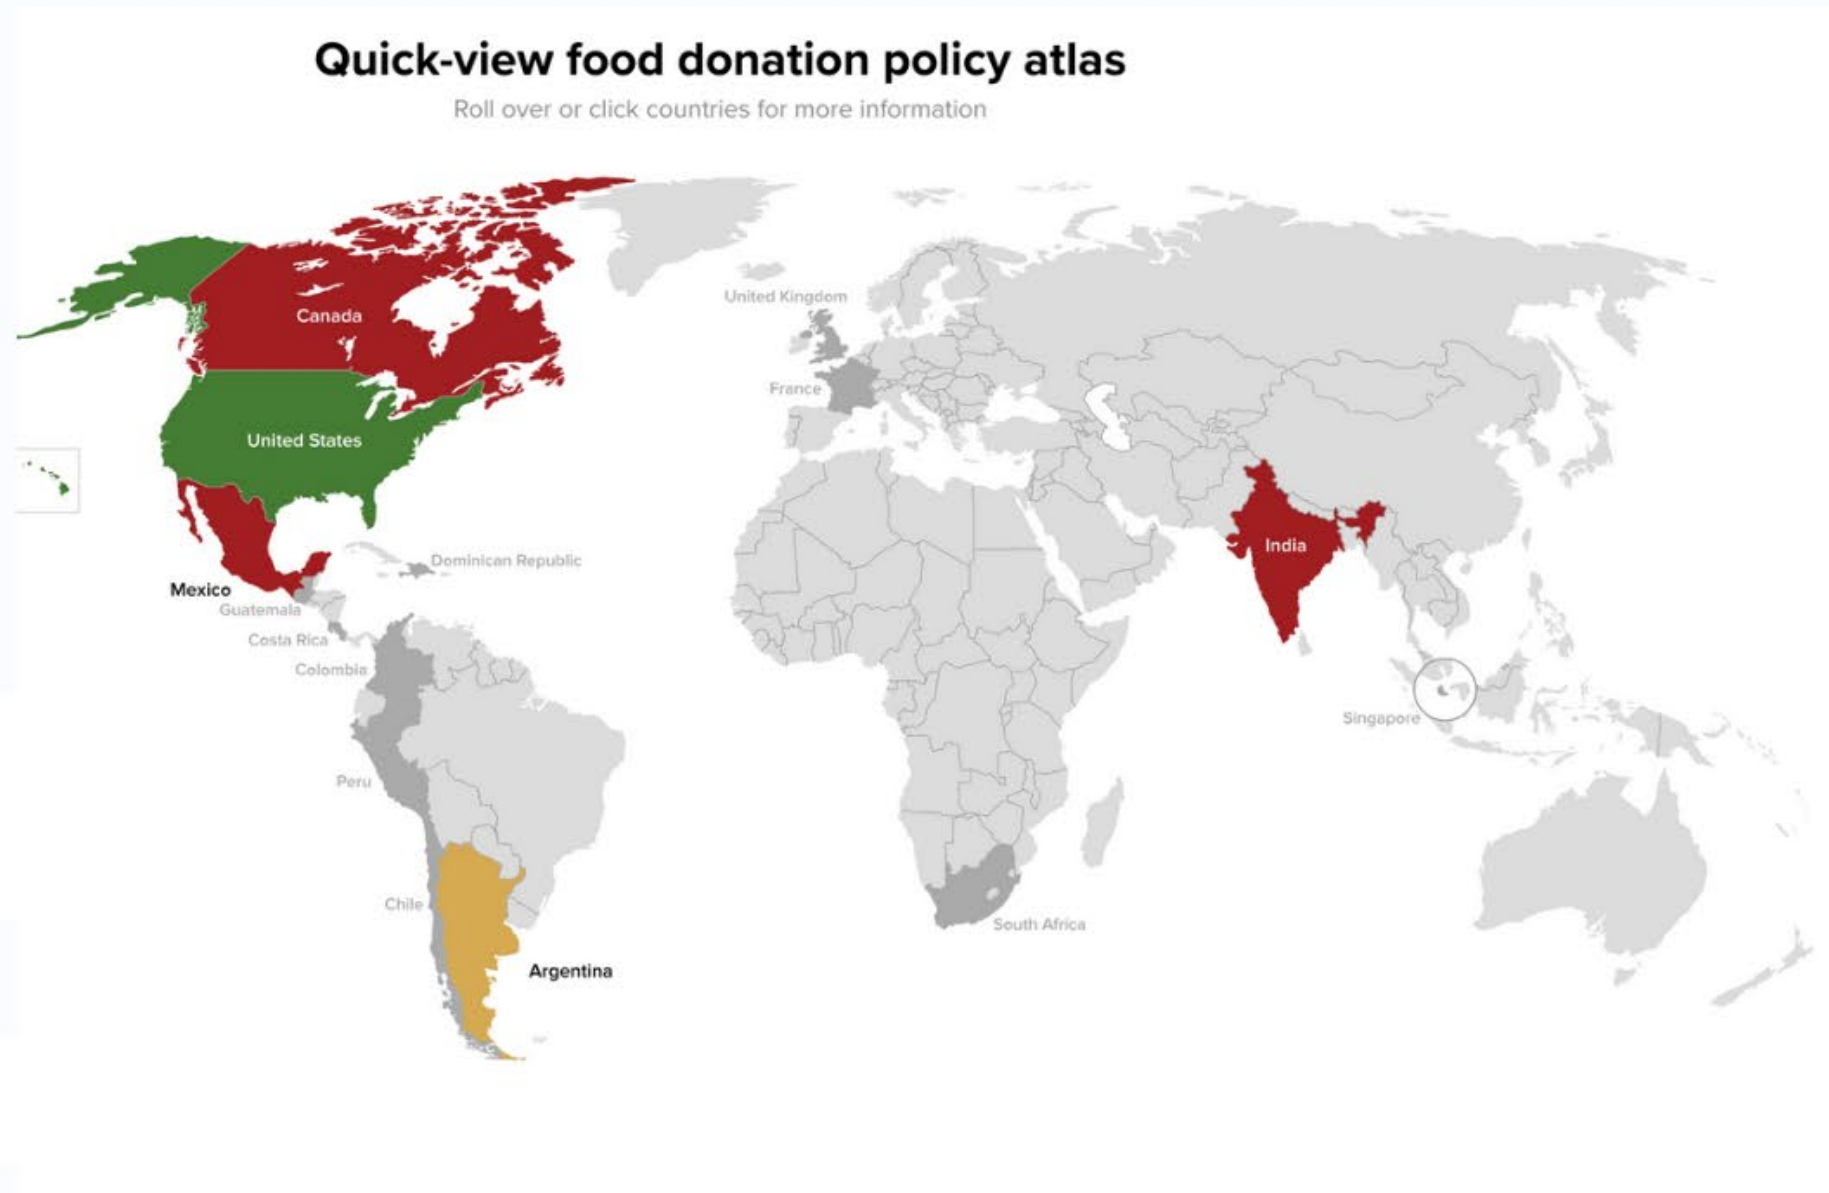 Quick-view food donation policy atlas
Roll over or click countries for more information
United Kingdom
Canada
France
United States
India
Dominican Republic
Mexico
Guatemala
Costa Rica
Colombia
Singapore
Peru
Chile
South Africa
Argentina